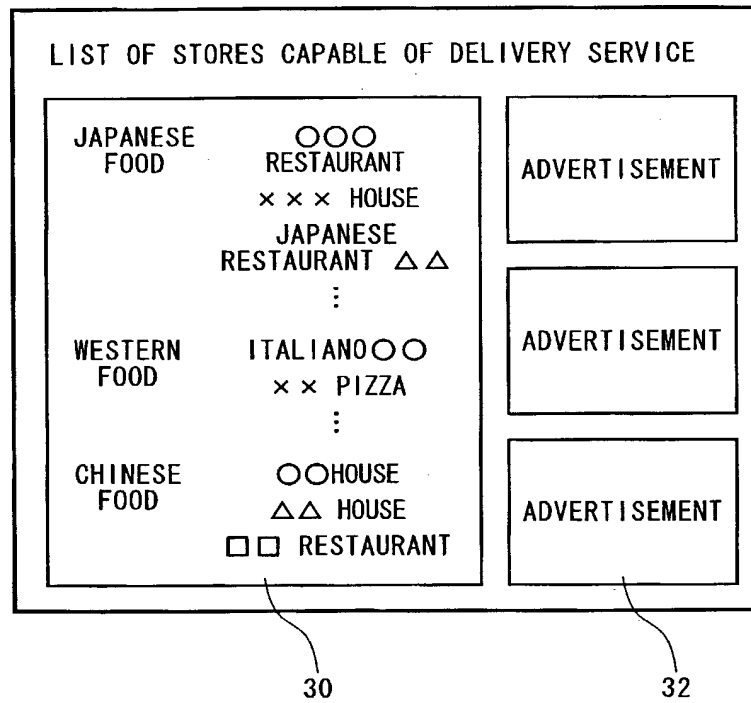 LIST OF STORES CAPABLE OF DELIVERY SERVICE
JAPANESE FOOD
○○○ RESTAURANT
××× HOUSE
JAPANESE RESTAURANT △△
⋮
WESTERN FOOD
ITALIANO○○
×× PIZZA
⋮
CHINESE FOOD
○○HOUSE
△△ HOUSE
□□ RESTAURANT
ADVERTISEMENT
ADVERTISEMENT
ADVERTISEMENT
30
32